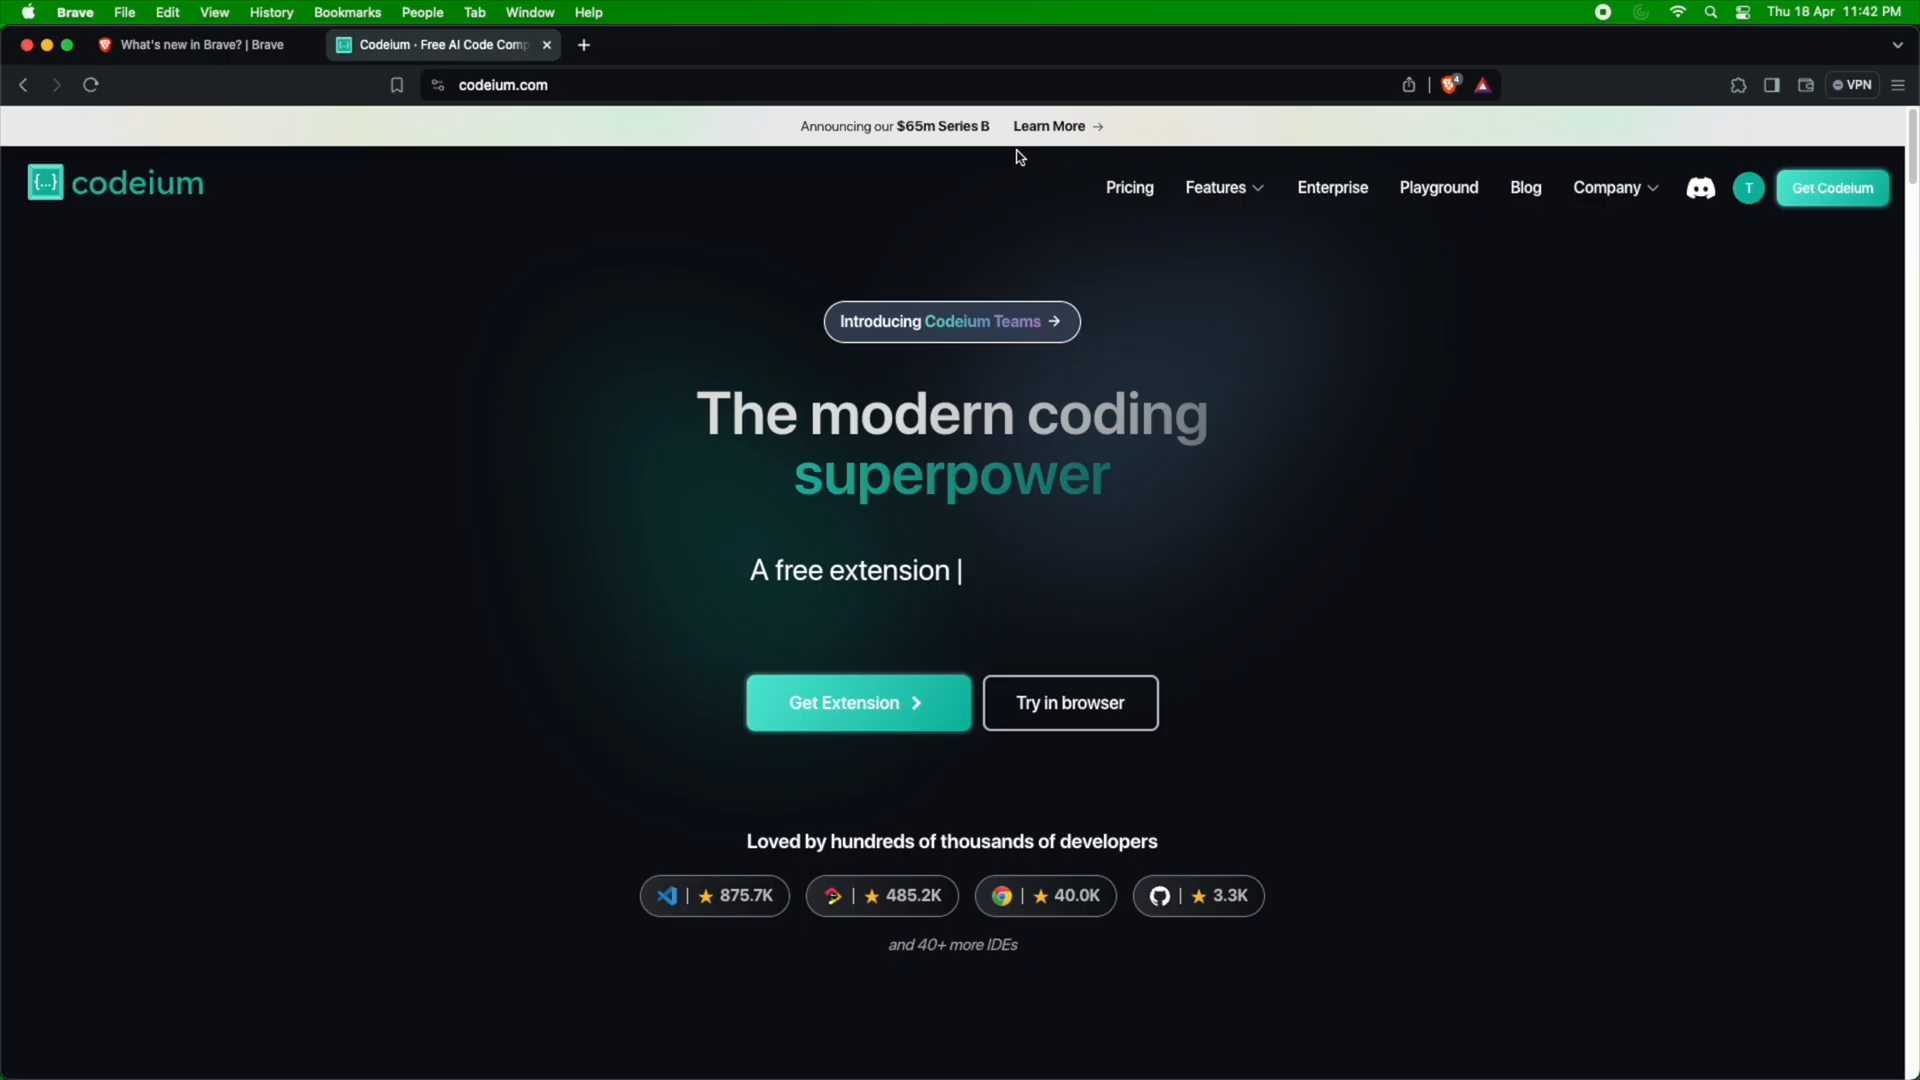 Brave File Edit View History Bookmarks People Tab Window Help Thu 18 Apr 11:42 PM
What's new in Brave? | Brave Codeium · Free AI Code Comp
codeium.com 4 VPN
Announcing our $65m Series B Learn More →
{...} codeium Pricing Features Enterprise Playground Blog Company T Get Codeium
Introducing Codeium Teams →
The modern coding
superpower
A free extension |
Get Extension Try in browser
Loved by hundreds of thousands of developers
| 875.7K | 485.2K | 40.0K | 3.3K
and 40+ more IDEs